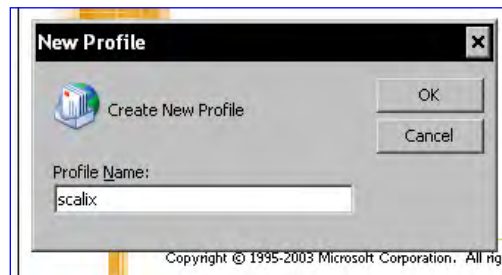 New Profile
Create New Profile
OK
Cancel
Profile Name:
scalix
Copyright © 1995-2003 Microsoft Corporation. All